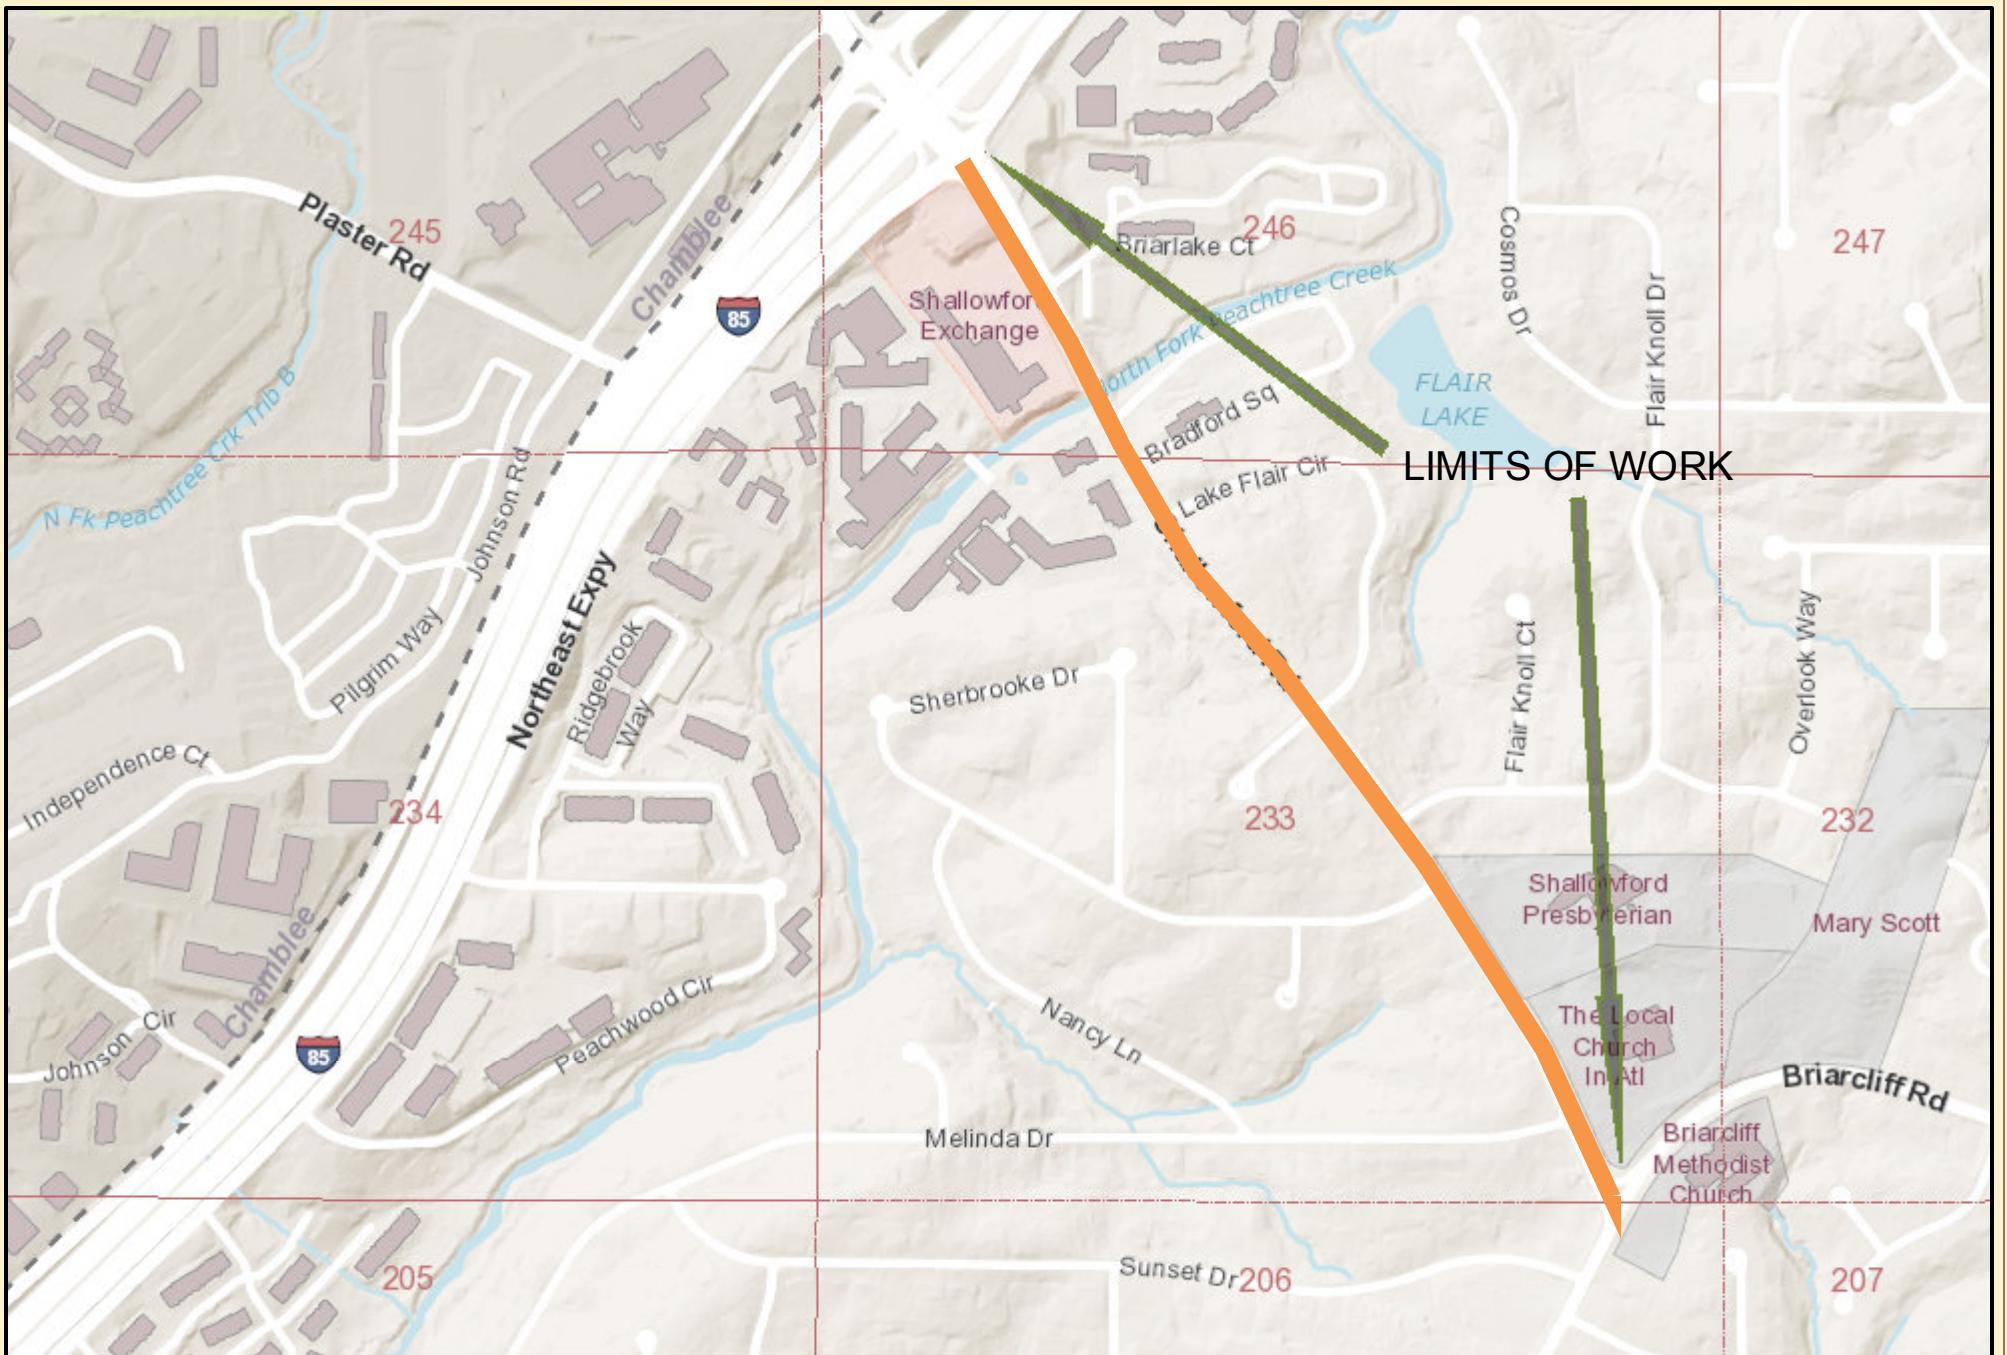 Plaster Rd
245
Chamblee
85
246
Briarlake Ct
247
Cosmos Dr
Flair Knoll Dr
Shallowfor
Exchange
North Fork Peachtree Creek
FLAIR
LAKE
Bradford Sq
Lake Flair Cir
LIMITS OF WORK
N Fk Peachtree Crk Trib B
Johnson Rd
Pilgrim Way
Northeast Expy
Ridgebrook
Way
Independence Ct
Sherbrooke Dr
Flair Knoll Ct
Overlook Way
234
233
232
Shallowford
Presbyterian
Mary Scott
Chamblee
85
Johnson Cir
Peachwood Cir
Nancy Ln
The Local
Church
In Atl
Briarcliff Rd
Melinda Dr
Briarcliff
Methodist
Church
205
Sunset Dr
206
207